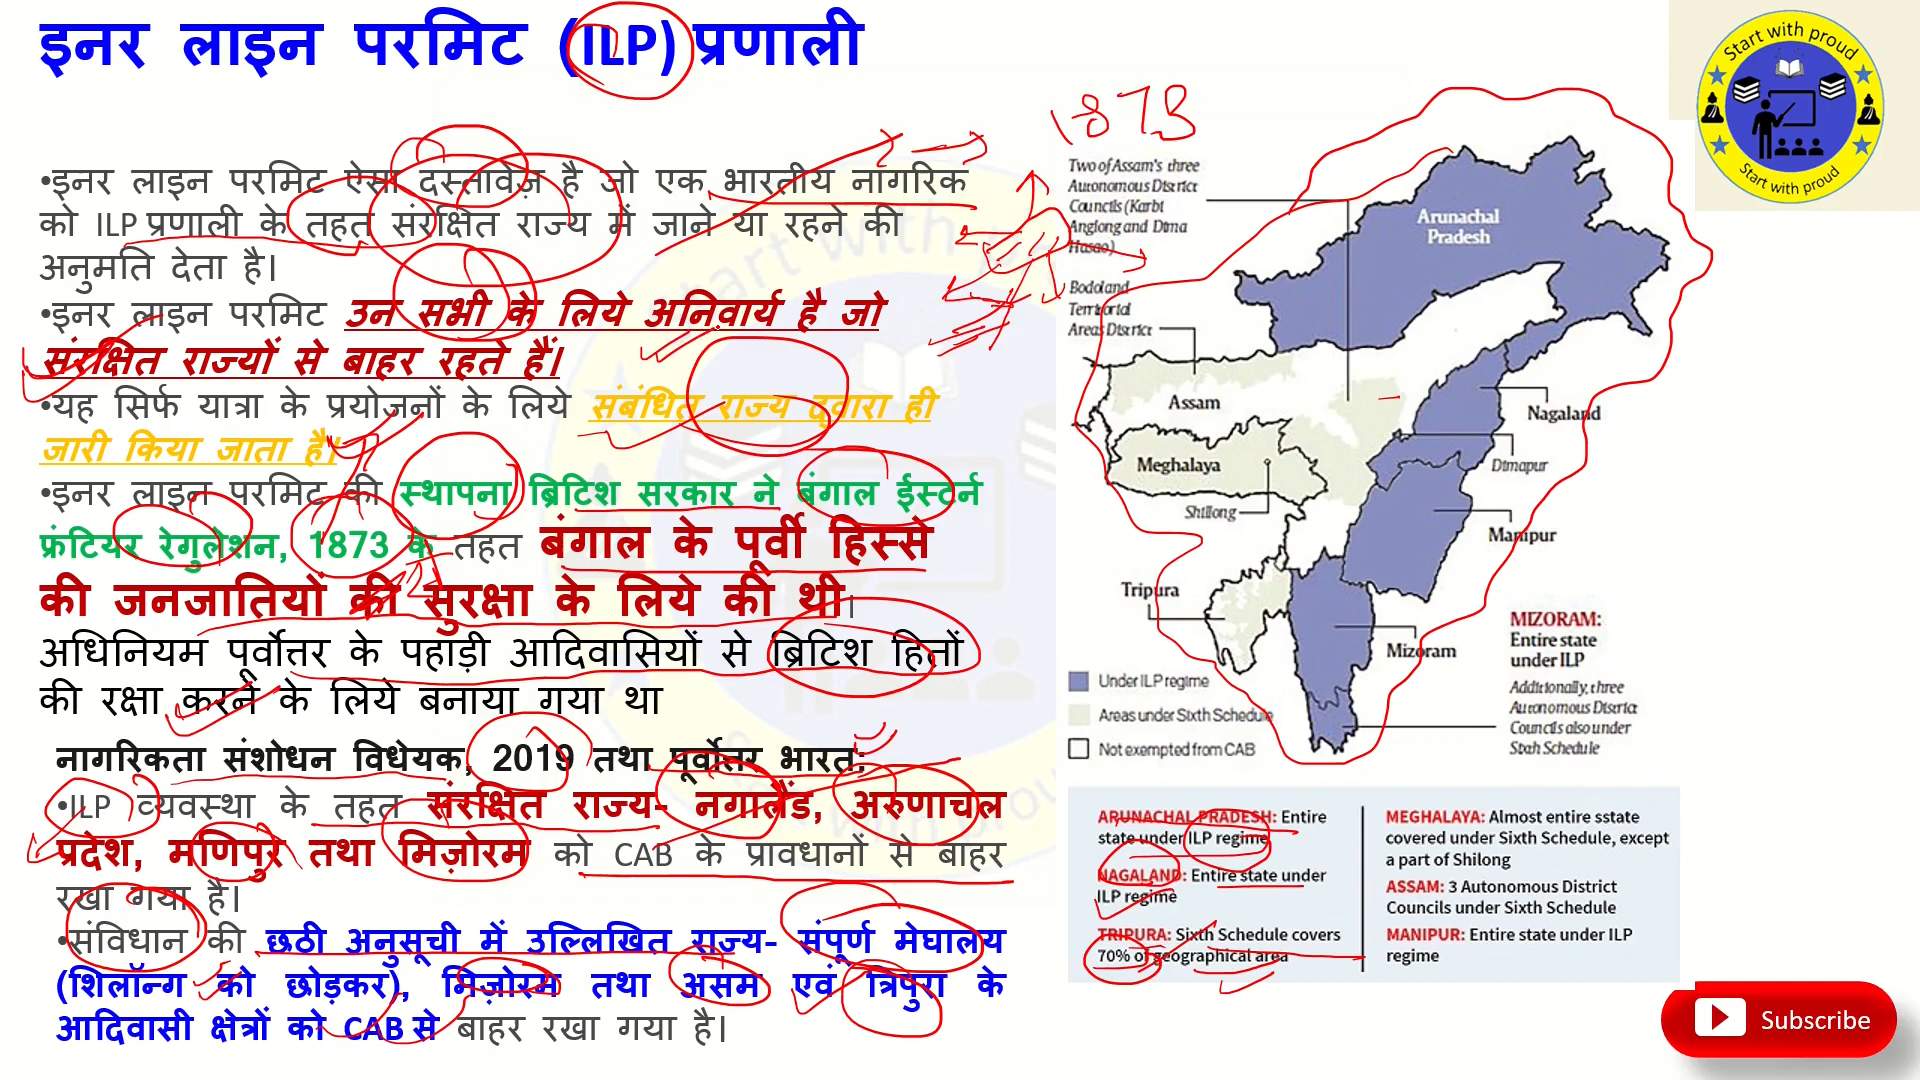 इनर लाइन परमिट (ILP) प्रणाली
1873
•इनर लाइन परमिट ऐसा दस्तावेज़ है जो एक भारतीय नागरिक
को ILP प्रणाली के तहत संरक्षित राज्य में जाने या रहने की
अनुमति देता है।
•इनर लाइन परमिट उन सभी के लिये अनिवार्य है जो
संरक्षित राज्यों से बाहर रहते हैं।
•यह सिर्फ यात्रा के प्रयोजनों के लिये संबंधित राज्य द्वारा ही
जारी किया जाता है।
•इनर लाइन परमिट की स्थापना ब्रिटिश सरकार ने बंगाल ईस्टर्न
फ्रंटियर रेगुलेशन, 1873 के तहत बंगाल के पूर्वी हिस्से
की जनजातियों की सुरक्षा के लिये की थी।
अधिनियम पूर्वोत्तर के पहाड़ी आदिवासियों से ब्रिटिश हितों
की रक्षा करने के लिये बनाया गया था
नागरिकता संशोधन विधेयक, 2019 तथा पूर्वोत्तर भारत:
•ILP व्यवस्था के तहत संरक्षित राज्य- नगालैंड, अरुणाचल
प्रदेश, मणिपुर तथा मिज़ोरम को CAB के प्रावधानों से बाहर
रखा गया है।
•संविधान की छठी अनुसूची में उल्लिखित राज्य- संपूर्ण मेघालय
(शिलॉन्ग को छोड़कर), मिज़ोरम तथा असम एवं त्रिपुरा के
आदिवासी क्षेत्रों को CAB से बाहर रखा गया है।
Two of Assam's three
Autonomous District
Councils (Karbi
Anglong and Dima
Hasao)
Bodoland
Territorial
Areas District
Arunachal
Pradesh
Assam
Meghalaya
Shillong
Nagaland
Dimapur
Manipur
Tripura
Mizoram
MIZORAM:
Entire state
under ILP
Additionally, three
Autonomous District
Councils also under
Sixth Schedule
Under ILP regime
Areas under Sixth Schedule
Not exempted from CAB
ARUNACHAL PRADESH: Entire
state under ILP regime
NAGALAND: Entire state under
ILP regime
TRIPURA: Sixth Schedule covers
70% of geographical area
MEGHALAYA: Almost entire sstate
covered under Sixth Schedule, except
a part of Shilong
ASSAM: 3 Autonomous District
Councils under Sixth Schedule
MANIPUR: Entire state under ILP
regime
Start with proud
Start with proud
Subscribe